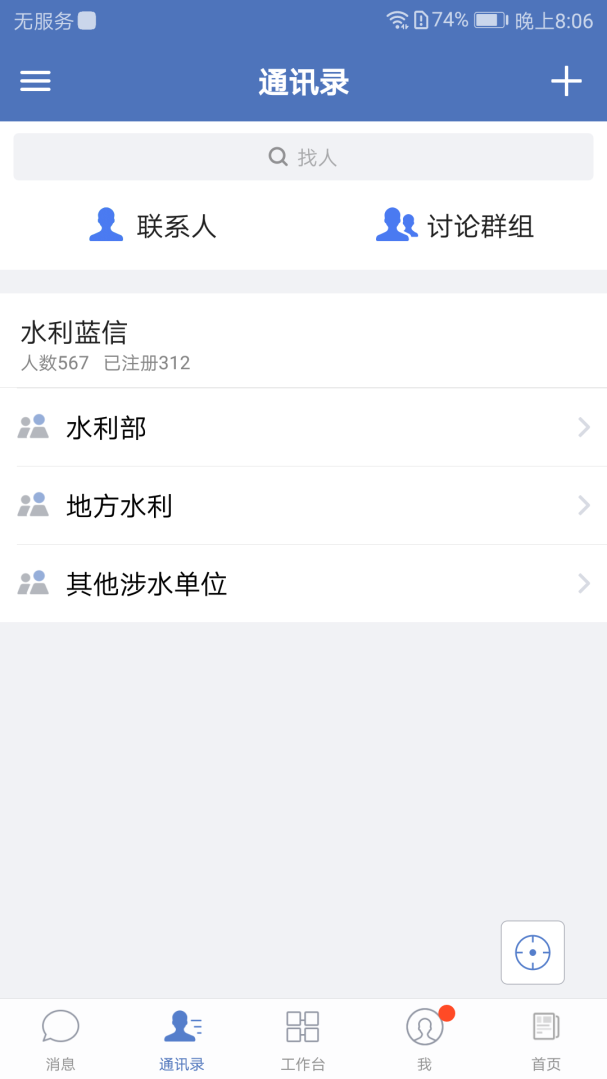 无服务 74% 晚上8:06
通讯录
找人
联系人 讨论群组
水利蓝信
人数567 已注册312
水利部
地方水利
其他涉水单位
消息 通讯录 工作台 我 首页